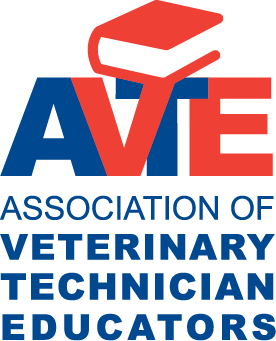 AVTE
ASSOCIATION OF
VETERINARY
TECHNICIAN
EDUCATORS